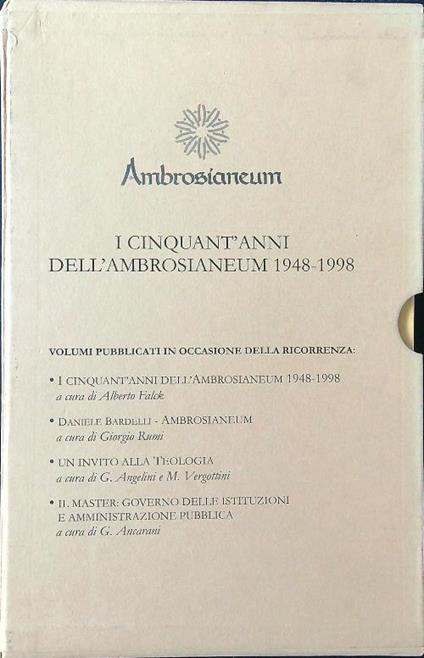 Ambrosianeum
I CINQUANT'ANNI
DELL'AMBROSIANEUM 1948-1998
VOLUMI PUBBLICATI IN OCCASIONE DELLA RICORRENZA:
• I CINQUANT'ANNI DELL'AMBROSIANEUM 1948-1998
a cura di Alberto Falck
• DANIELE BARDELLI - AMBROSIANEUM
a cura di Giorgio Rumi
• UN INVITO ALLA TEOLOGIA
a cura di G. Angelini e M. Vergottini
• IL MASTER: GOVERNO DELLE ISTITUZIONI
E AMMINISTRAZIONE PUBBLICA
a cura di G. Ancarani